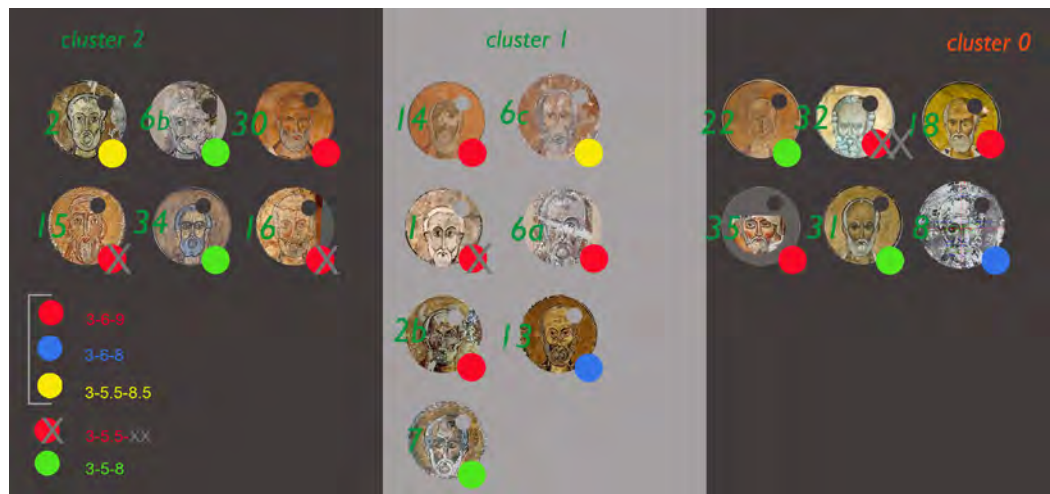 cluster 2
cluster 1
cluster 0
2 6b 30
14 6c
22 32 18
15 34 16
1 6a
35 31 8
2b 13
7
3-6-9
3-6-8
3-5.5-8.5
3-5.5-XX
3-5-8